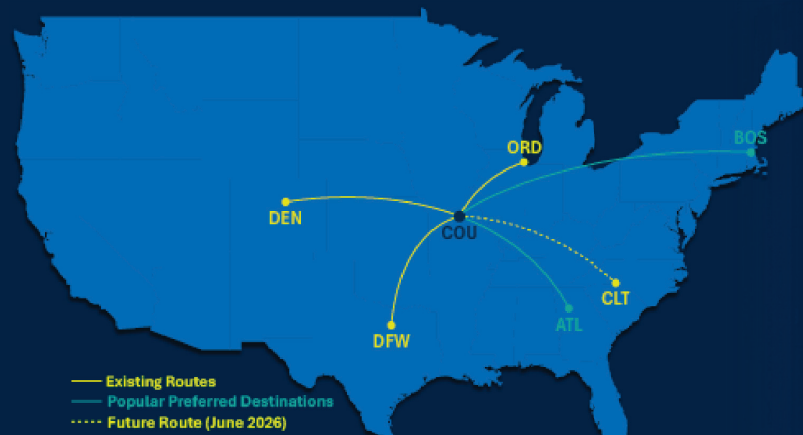 BOS
ORD
DEN
COU
CLT
ATL
DFW
Existing Routes
Popular Preferred Destinations
Future Route (June 2026)